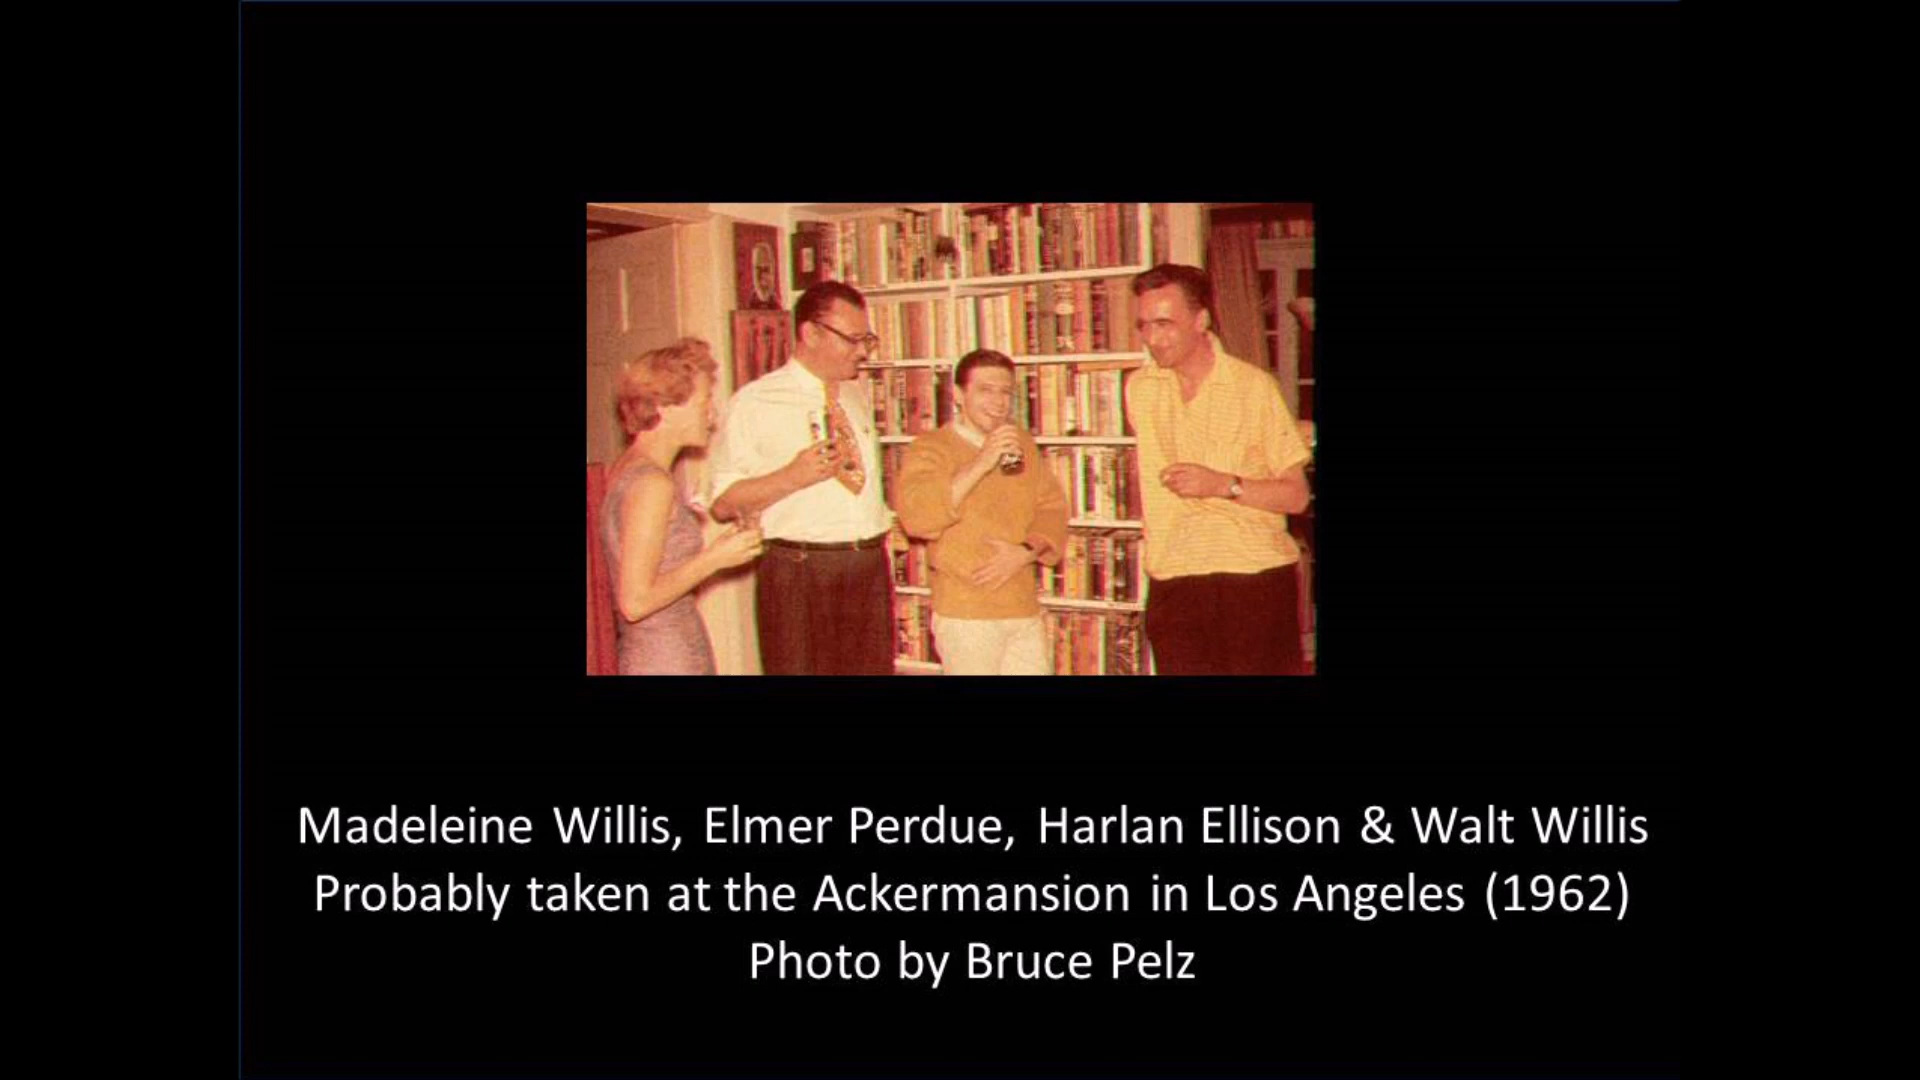 Madeleine Willis, Elmer Perdue, Harlan Ellison & Walt Willis
Probably taken at the Ackermansion in Los Angeles (1962)
Photo by Bruce Pelz